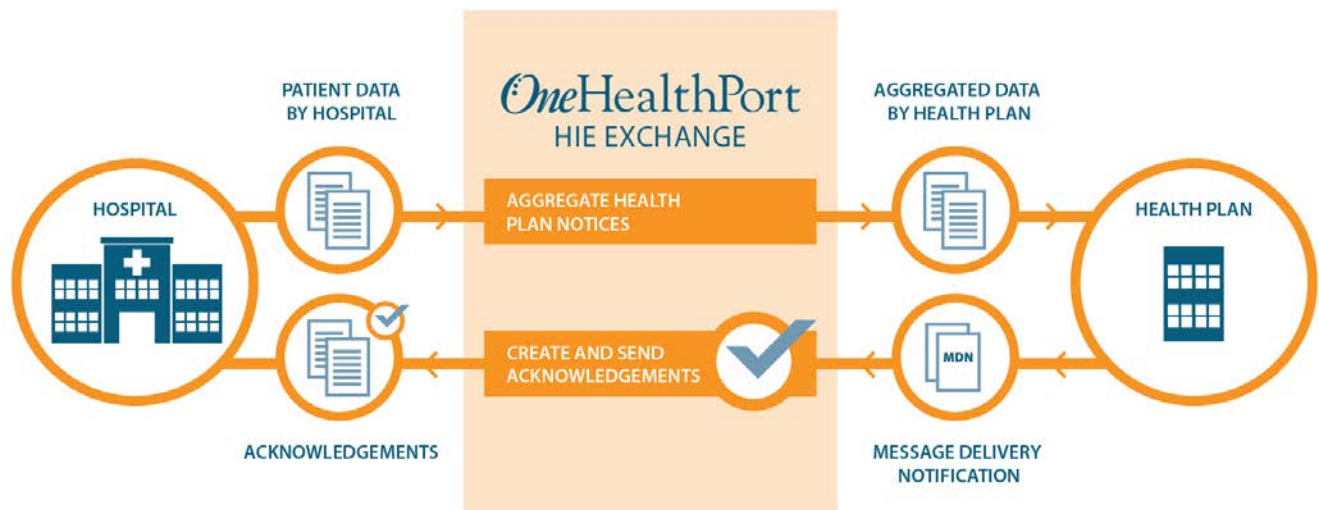 PATIENT DATA
BY HOSPITAL
OneHealthPort
HIE EXCHANGE
AGGREGATED DATA
BY HEALTH PLAN
HOSPITAL
AGGREGATE HEALTH
PLAN NOTICES
HEALTH PLAN
CREATE AND SEND
ACKNOWLEDGEMENTS
MDN
ACKNOWLEDGEMENTS
MESSAGE DELIVERY
NOTIFICATION